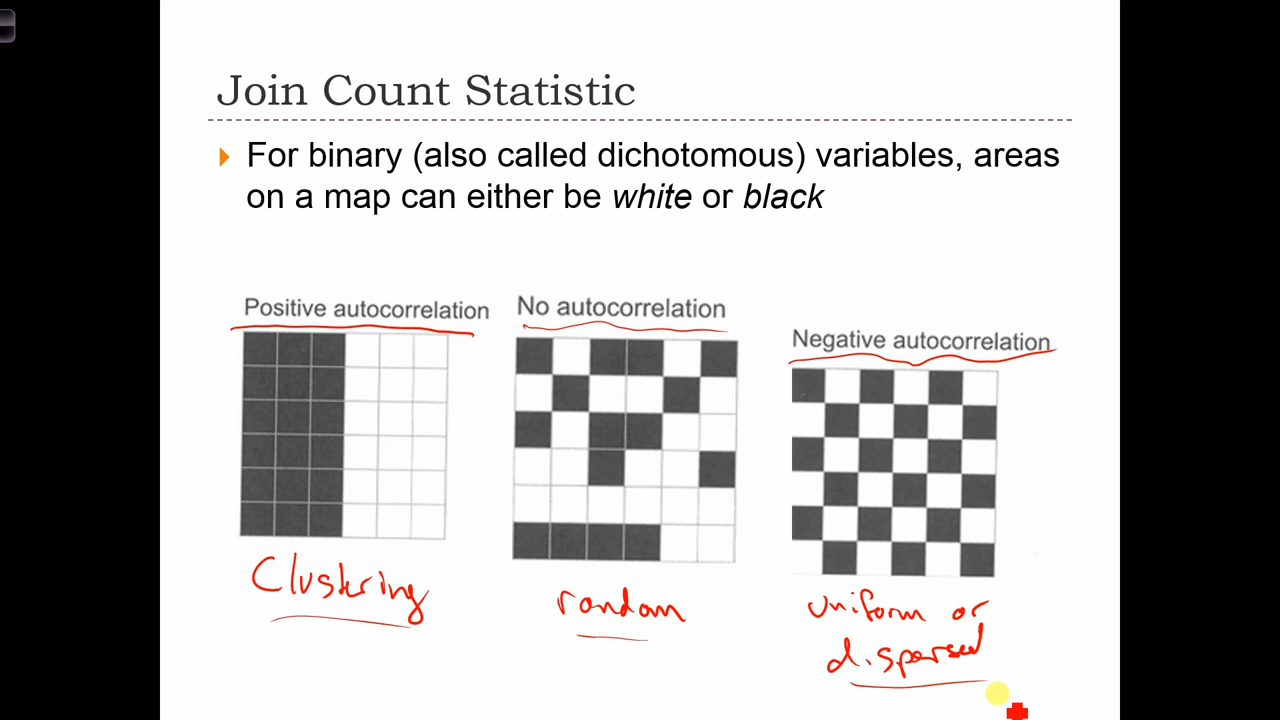 Join Count Statistic
For binary (also called dichotomous) variables, areas
on a map can either be white or black
Positive autocorrelation
No autocorrelation
Negative autocorrelation
Clustering
random
uniform or
dispersed